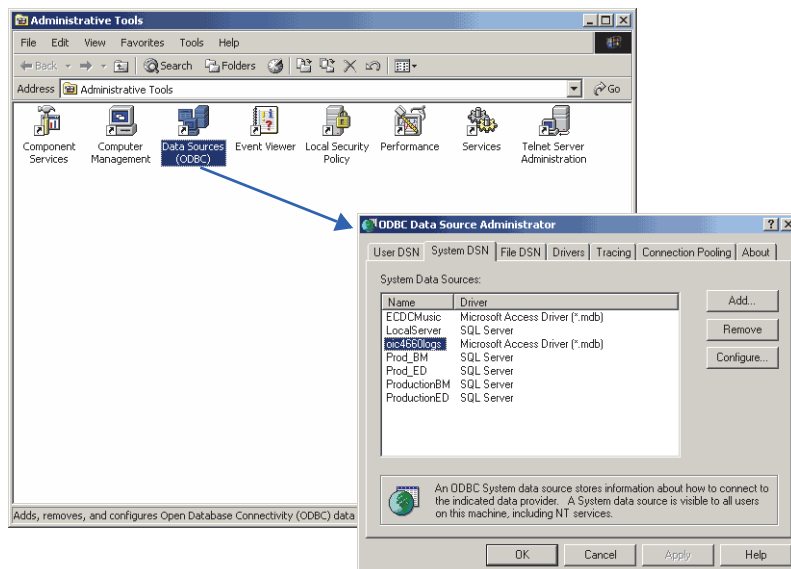 Administrative Tools
File Edit View Favorites Tools Help
Back Search Folders
Address Administrative Tools Go
Component Services
Computer Management
Data Sources (ODBC)
Event Viewer
Local Security Policy
Performance
Services
Telnet Server Administration
Adds, removes, and configures Open Database Connectivity (ODBC) data
ODBC Data Source Administrator
User DSN System DSN File DSN Drivers Tracing Connection Pooling About
System Data Sources:
Name Driver
ECDCMusic Microsoft Access Driver (*.mdb)
LocalServer SQL Server
oic4660logs Microsoft Access Driver (*.mdb)
Prod_BM SQL Server
Prod_ED SQL Server
ProductionBM SQL Server
ProductionED SQL Server
Add...
Remove
Configure...
An ODBC System data source stores information about how to connect to
the indicated data provider. A System data source is visible to all users
on this machine, including NT services.
OK Cancel Apply Help